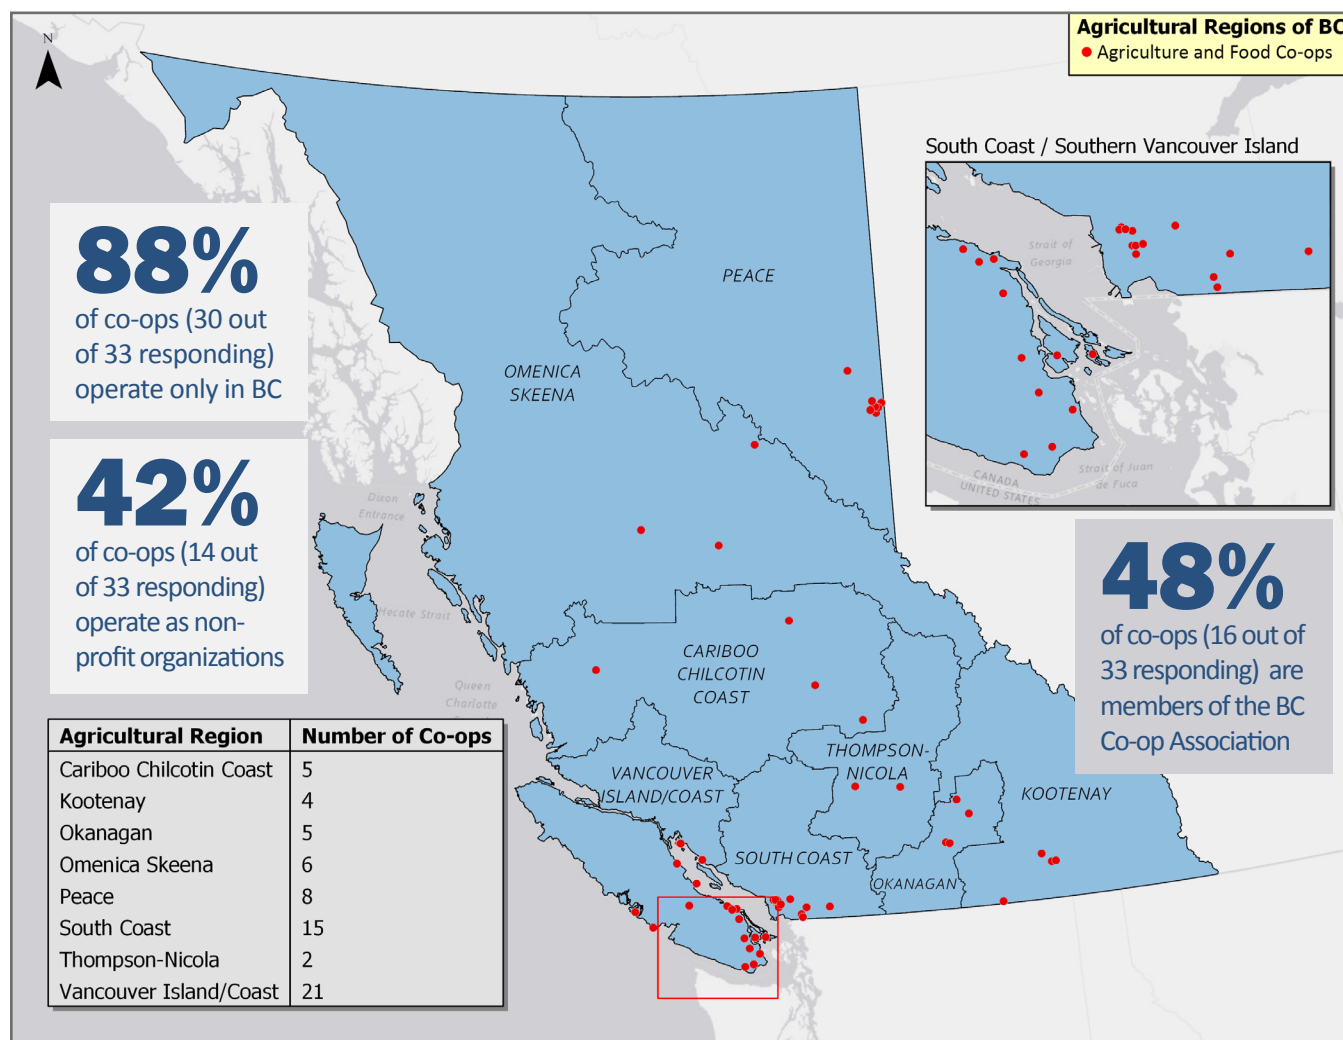 N
Agricultural Regions of BC
Agriculture and Food Co-ops
South Coast / Southern Vancouver Island
Strait of
Georgia
Strait of Juan
de Fuca
CANADA
UNITED STATES
88%
of co-ops (30 out
of 33 responding)
operate only in BC
42%
of co-ops (14 out
of 33 responding)
operate as non-
profit organizations
48%
of co-ops (16 out of
33 responding) are
members of the BC
Co-op Association
PEACE
OMENICA
SKEENA
Dixon
Entrance
Hecate Strait
Queen
Charlotte
CARIBOO
CHILCOTIN
COAST
THOMPSON-
NICOLA
VANCOUVER
ISLAND/COAST
KOOTENAY
SOUTH COAST
OKANAGAN
Agricultural Region Number of Co-ops
Cariboo Chilcotin Coast 5
Kootenay 4
Okanagan 5
Omenica Skeena 6
Peace 8
South Coast 15
Thompson-Nicola 2
Vancouver Island/Coast 21